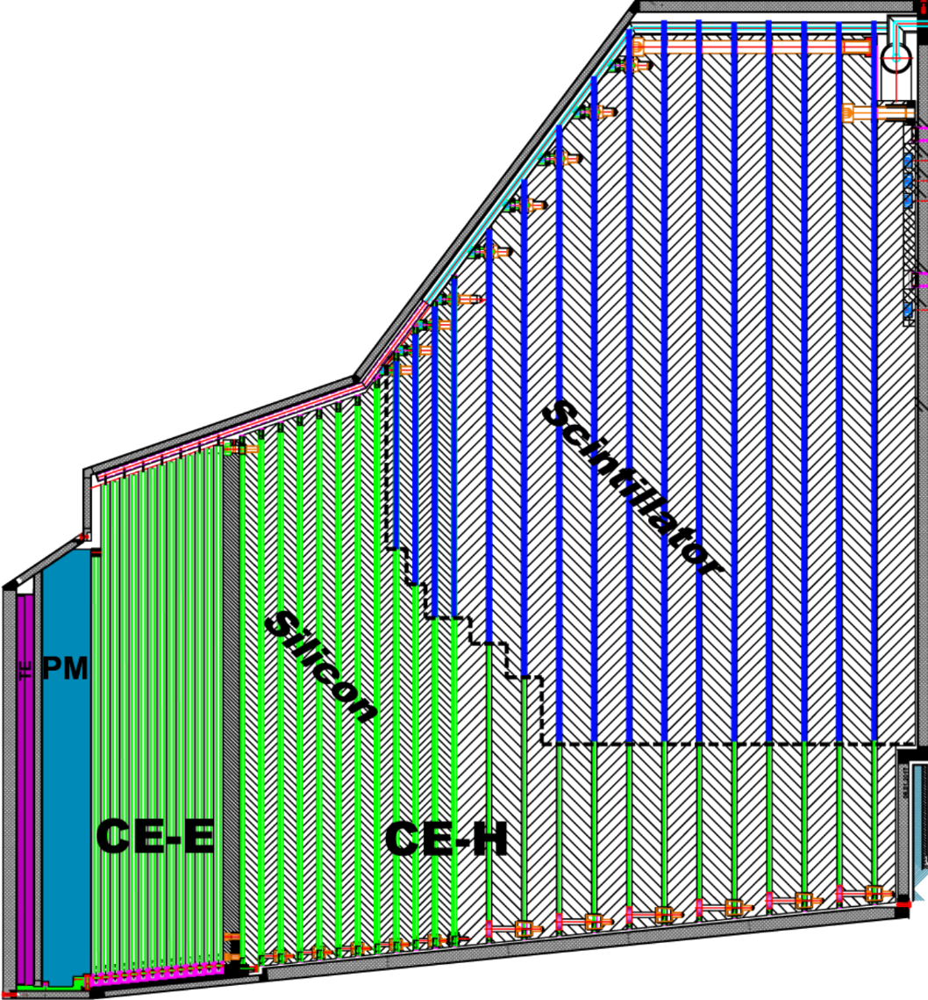 Scintillator
Silicon
TE
PM
CE-E
CE-H